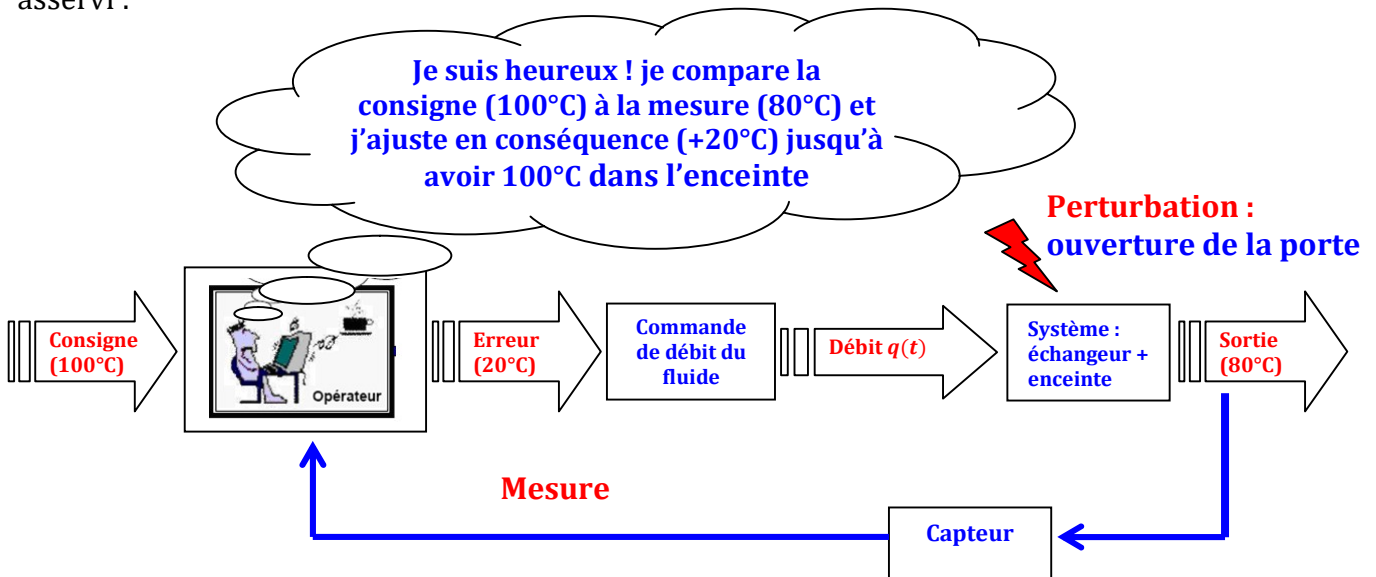 asservi :
Je suis heureux ! je compare la
consigne (100°C) à la mesure (80°C) et
j’ajuste en conséquence (+20°C) jusqu’à
avoir 100°C dans l’enceinte
Perturbation :
ouverture de la porte
Consigne
(100°C)
Opérateur
Erreur
(20°C)
Commande
de débit du
fluide
Débit q(t)
Système :
échangeur +
enceinte
Sortie
(80°C)
Mesure
Capteur